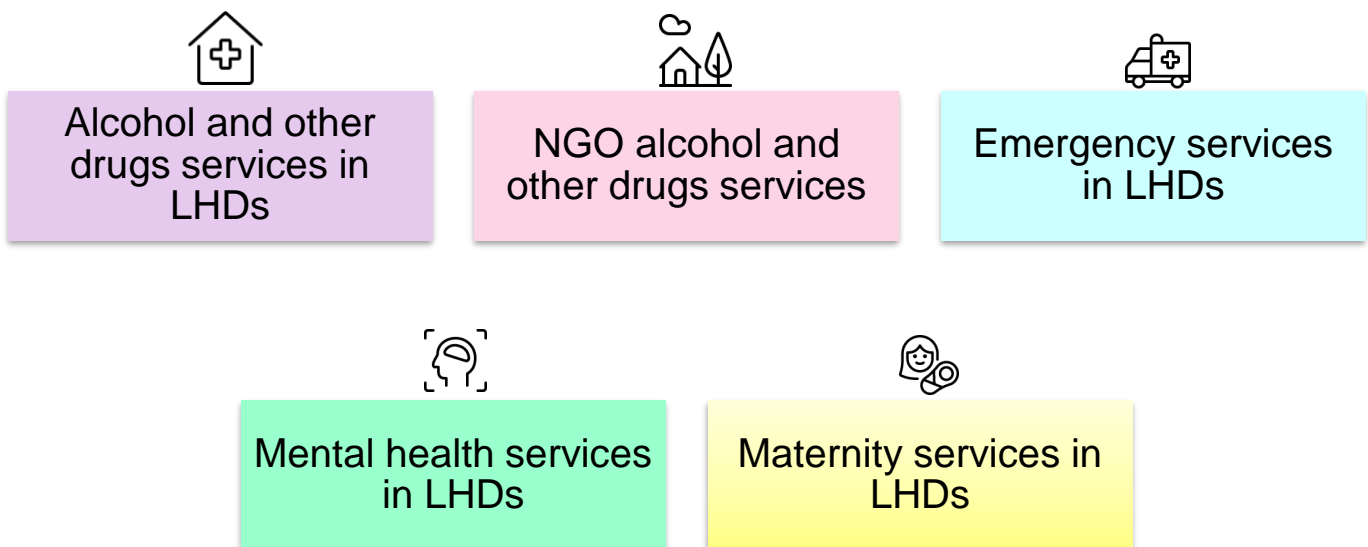 Alcohol and other
drugs services in
LHDs
NGO alcohol and
other drugs services
Emergency services
in LHDs
Mental health services
in LHDs
Maternity services in
LHDs